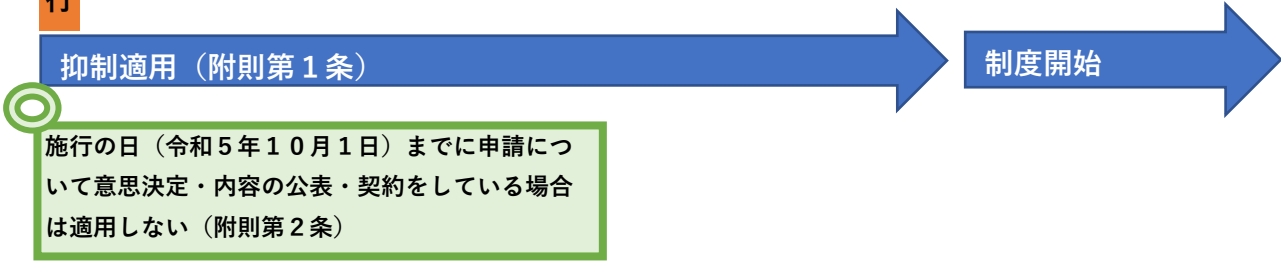 行
抑制適用（附則第１条）
制度開始
施行の日（令和５年１０月１日）までに申請につ
いて意思決定・内容の公表・契約をしている場合
は適用しない（附則第２条）